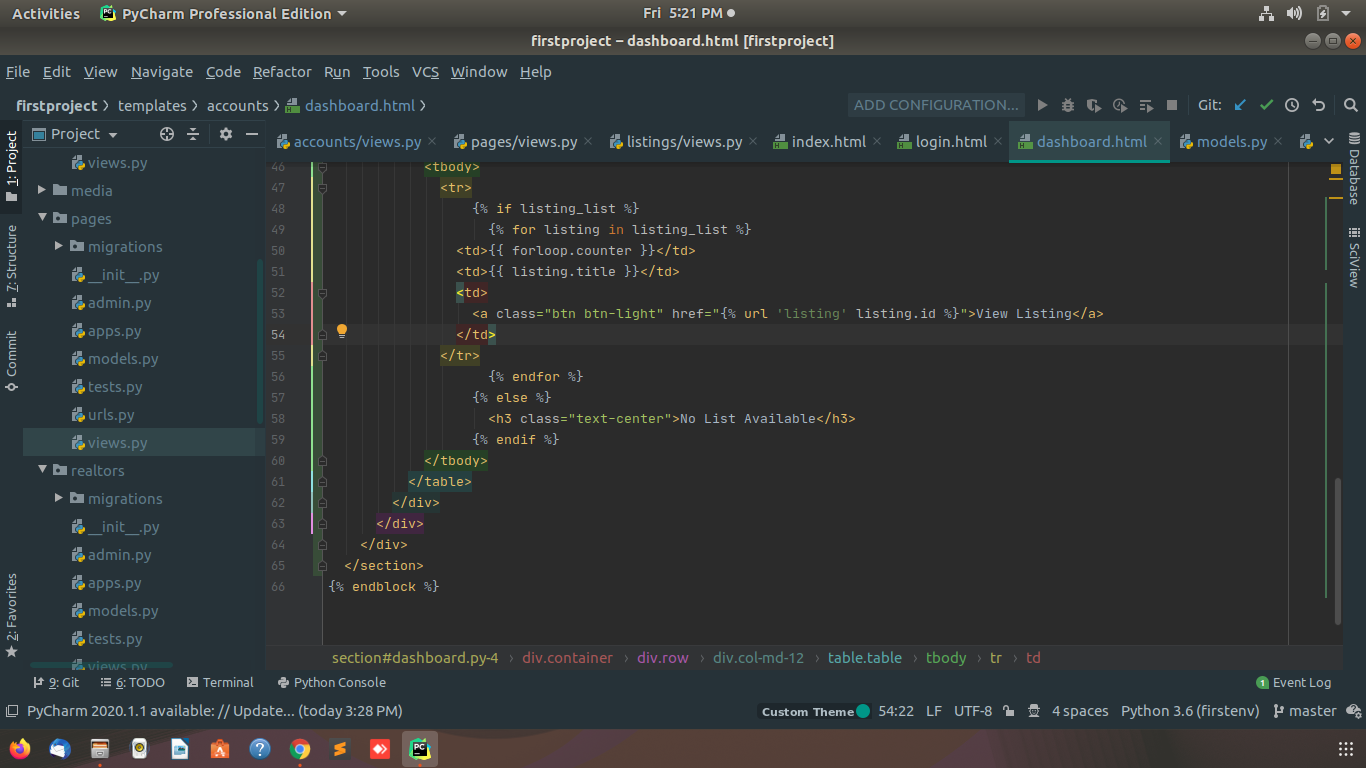 Activities PyCharm Professional Edition Fri 5:21 PM
firstproject – dashboard.html [firstproject]
File Edit View Navigate Code Refactor Run Tools VCS Window Help
firstproject templates accounts dashboard.html ADD CONFIGURATION... Git:
Project accounts/views.py pages/views.py listings/views.py index.html login.html dashboard.html models.py
1: Project
7: Structure
Commit
2: Favorites
views.py
media
pages
migrations
__init__.py
admin.py
apps.py
models.py
tests.py
urls.py
views.py
realtors
migrations
__init__.py
admin.py
apps.py
models.py
tests.py
views.py
46 <tbody>
47 <tr>
48 {% if listing_list %}
49 {% for listing in listing_list %}
50 <td>{{ forloop.counter }}</td>
51 <td>{{ listing.title }}</td>
52 <td>
53 <a class="btn btn-light" href="{% url 'listing' listing.id %}">View Listing</a>
54 </td>
55 </tr>
56 {% endfor %}
57 {% else %}
58 <h3 class="text-center">No List Available</h3>
59 {% endif %}
60 </tbody>
61 </table>
62 </div>
63 </div>
64 </div>
65 </section>
66 {% endblock %}
Database
SciView
section#dashboard.py-4 › div.container › div.row › div.col-md-12 › table.table › tbody › tr › td
9: Git 6: TODO Terminal Python Console 1 Event Log
PyCharm 2020.1.1 available: // Update... (today 3:28 PM) Custom Theme 54:22 LF UTF-8 4 spaces Python 3.6 (firstenv) master